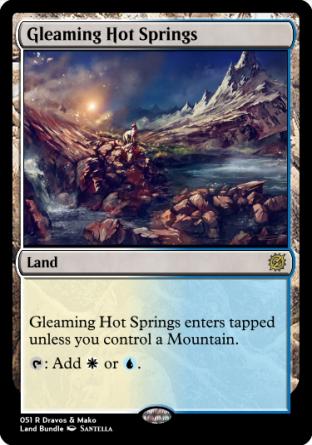 Gleaming Hot Springs
Land
Gleaming Hot Springs enters tapped
unless you control a Mountain.
: Add or .
051 R Dravos & Mako
Land Bundle SANTELLA